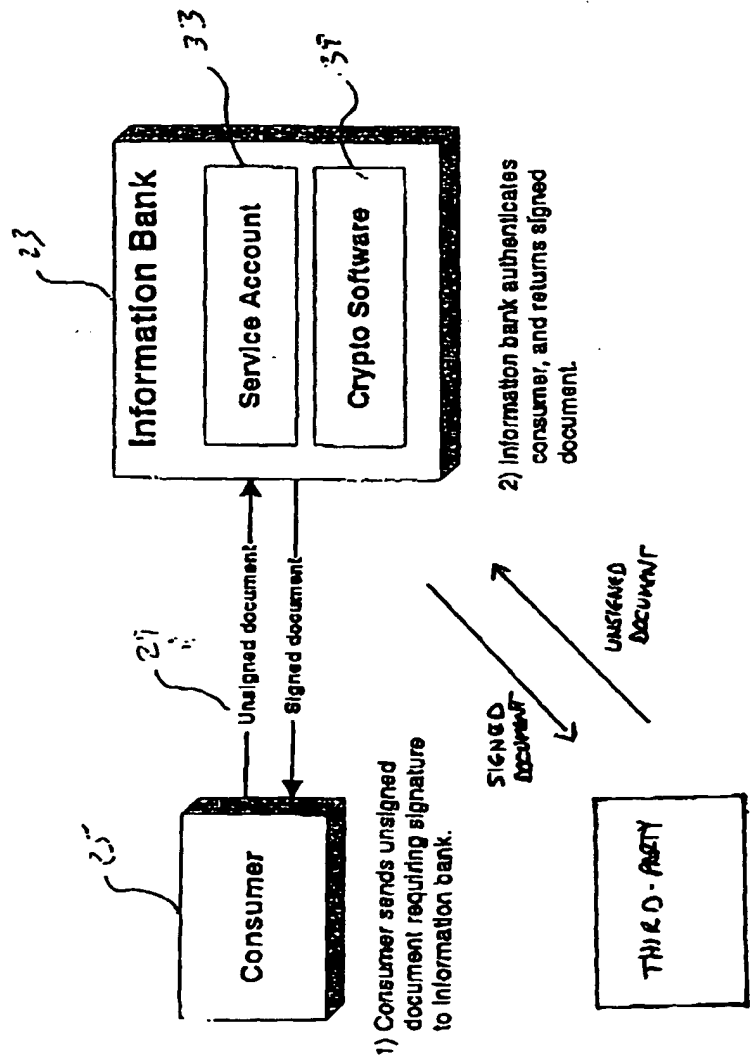 23
Information Bank
Service Account
33
Crypto Software
Unsigned document
Signed document
25
Consumer
1) Consumer sends unsigned
document requiring signature
to Information bank.
2) Information bank authenticates
consumer, and returns signed
document.
SIGNED
DOCUMENT
UNSIGNED
DOCUMENT
THIRD-PARTY